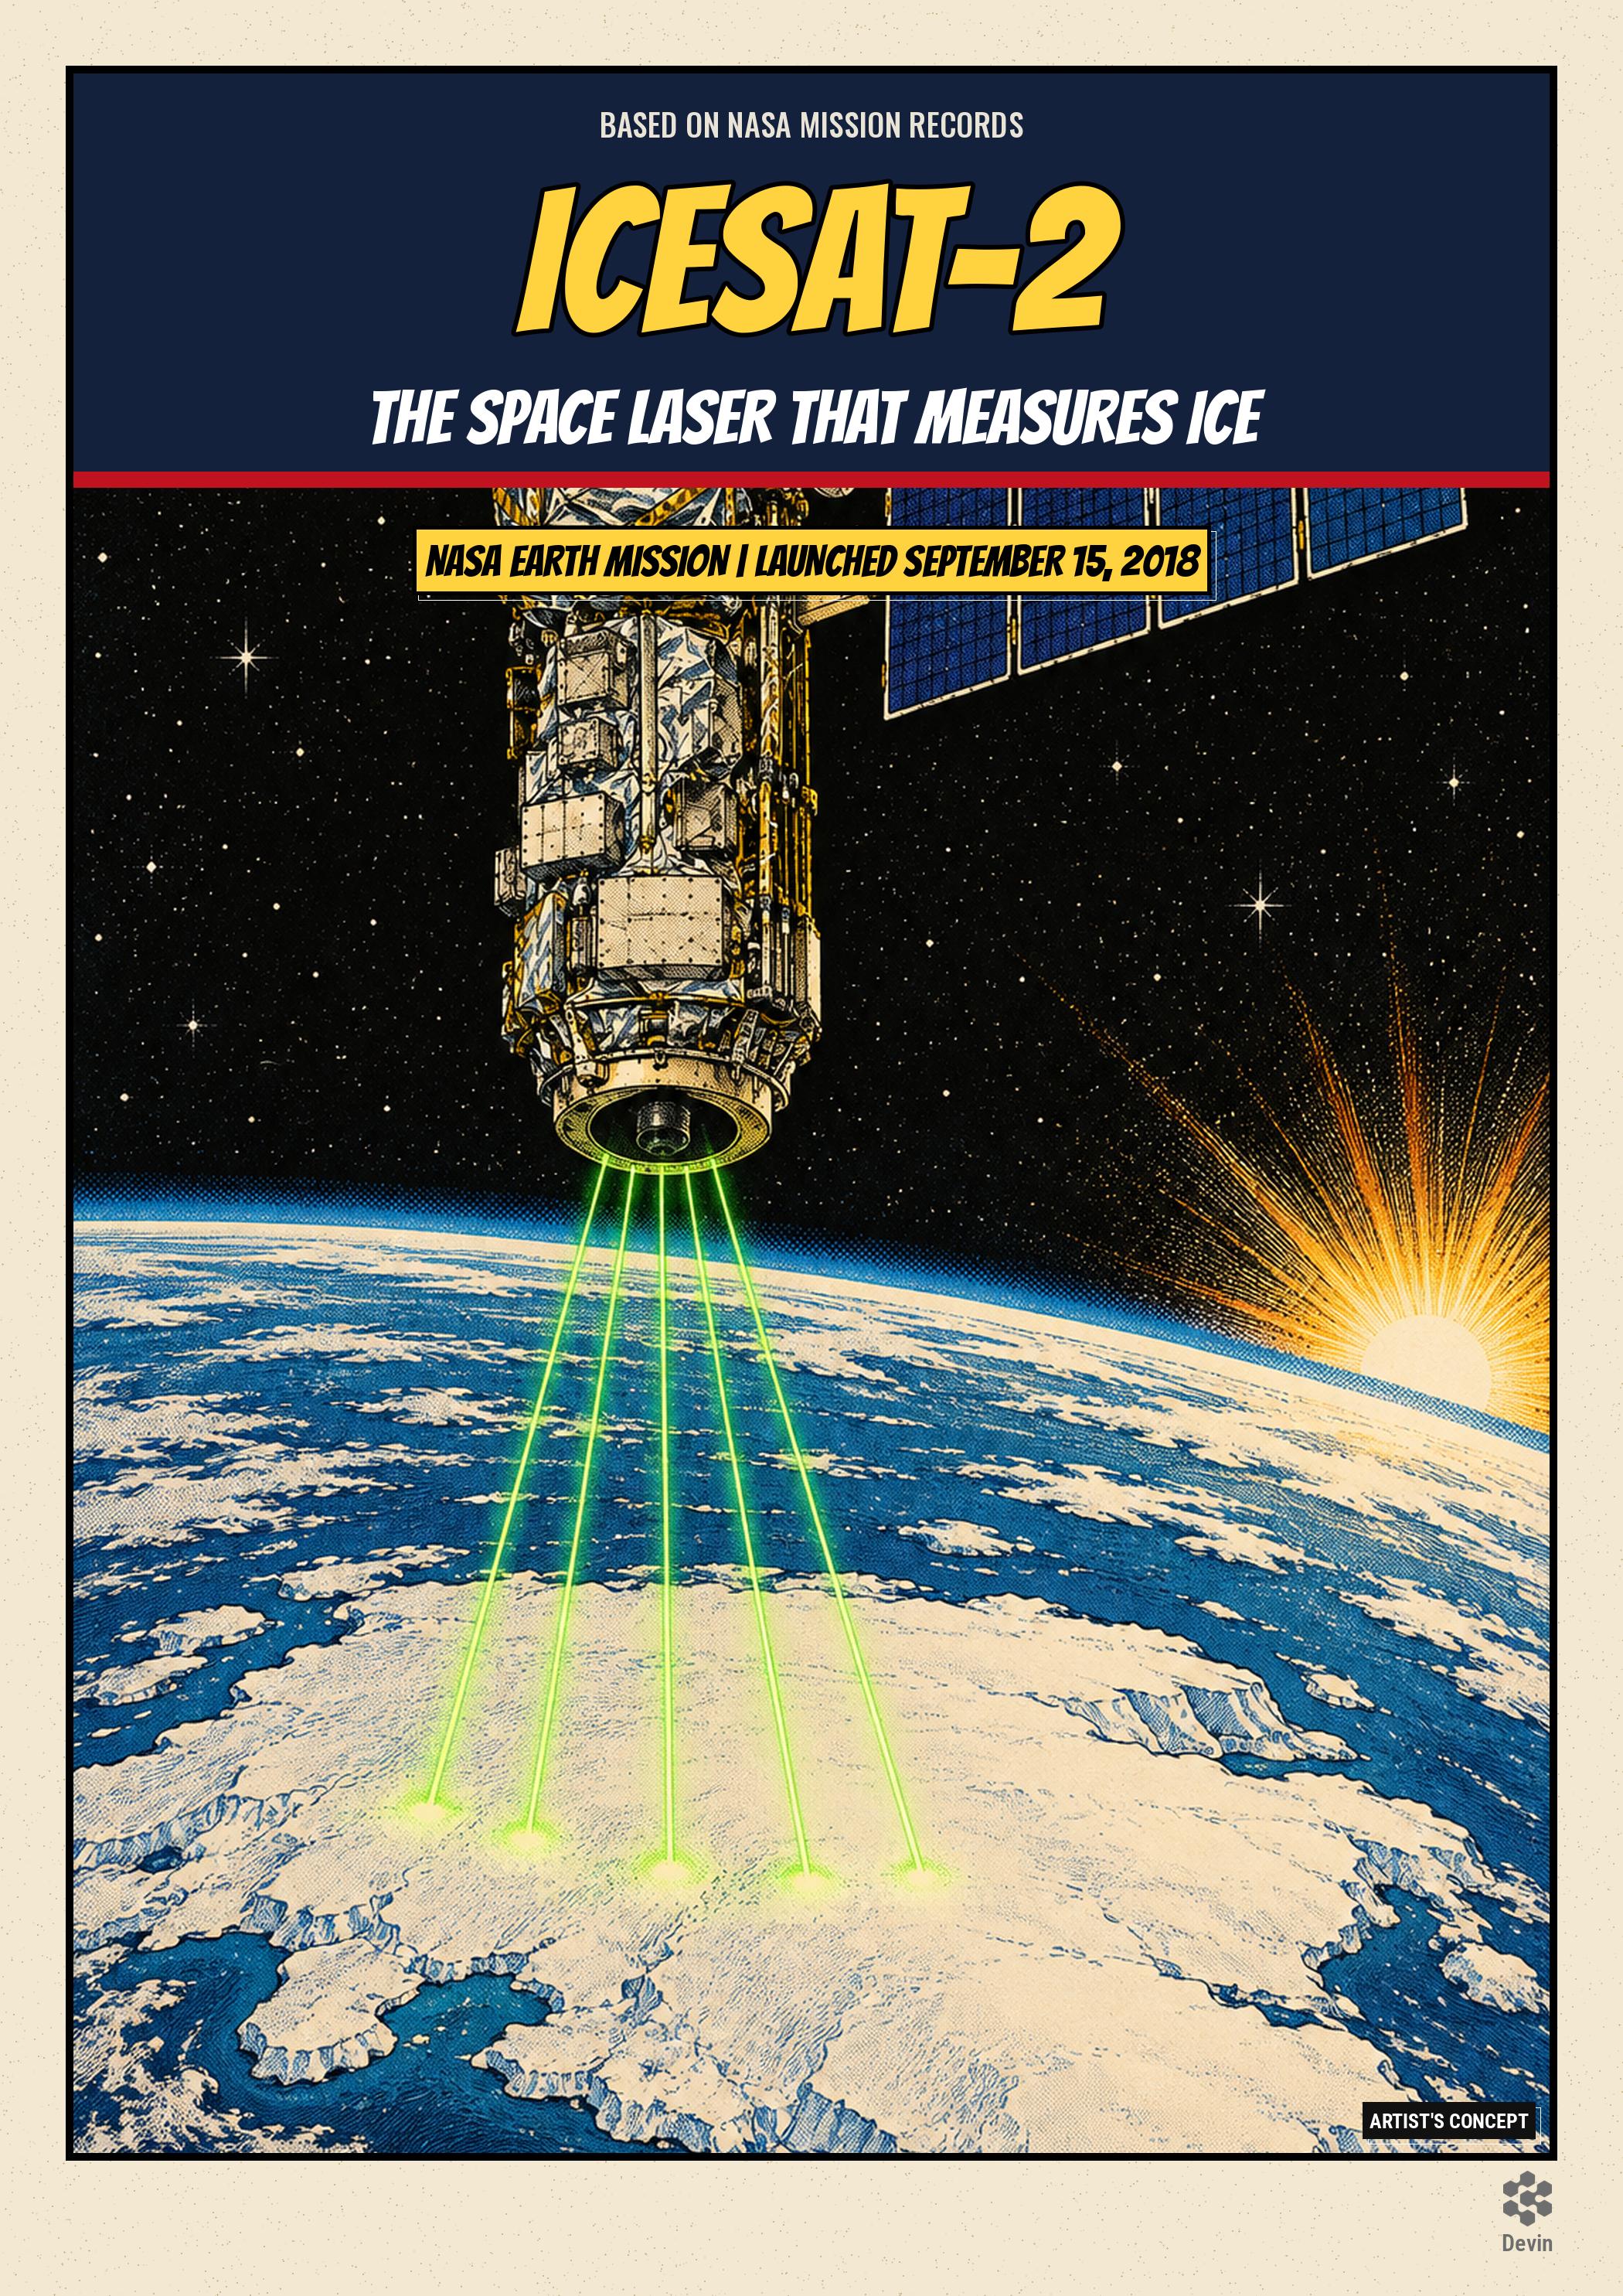 BASED ON NASA MISSION RECORDS
ICESAT-2
THE SPACE LASER THAT MEASURES ICE
NASA EARTH MISSION | LAUNCHED SEPTEMBER 15, 2018
ARTIST'S CONCEPT
Devin